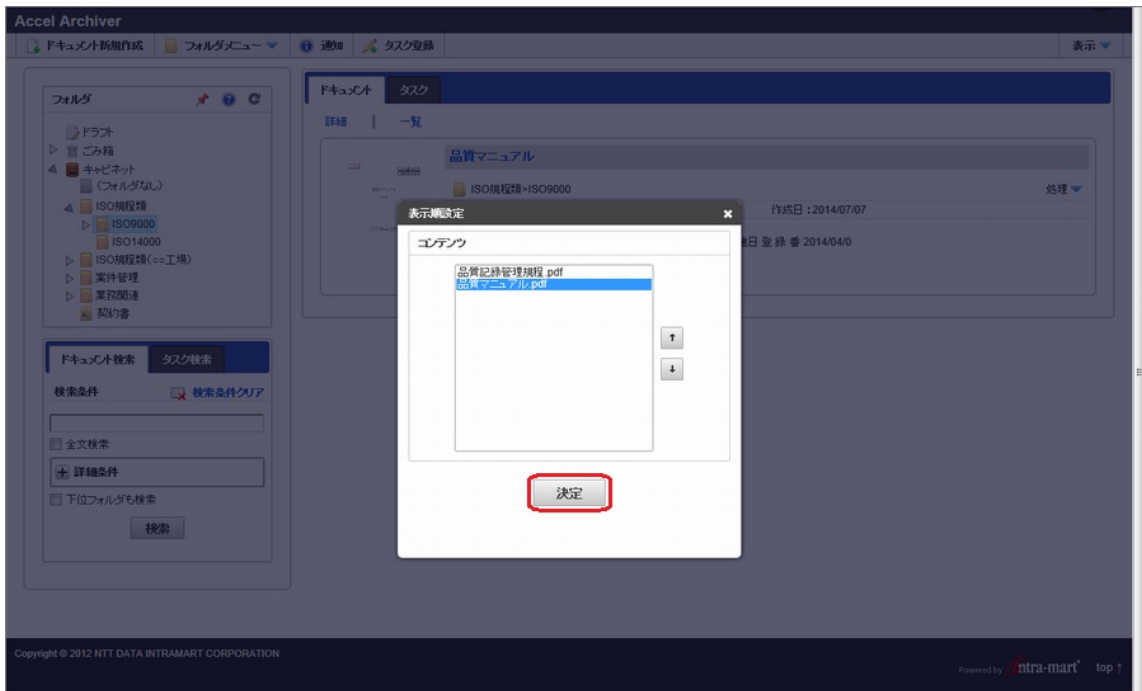 Accel Archiver
ドキュメント新規作成 フォルダメニュー 通知 タスク登録 表示
フォルダ
ドラフト
ごみ箱
キャビネット
(フォルダなし)
ISO規程類
ISO9000
ISO14000
ISO規程類(○○工場)
案件管理
業務関連
契約書
ドキュメント検索 タスク検索
検索条件 検索条件クリア
全文検索
詳細条件
下位フォルダも検索
検索
ドキュメント タスク
詳細 | 一覧
品質マニュアル
ISO規程類>ISO9000 処理
作成日:2014/07/07
日 登 録 番 2014/04/0
表示順設定
コンテンツ
品質記録管理規程.pdf
品質マニュアル.pdf
↑
↓
決定
Copyright © 2012 NTT DATA INTRAMART CORPORATION
Powered by intra-mart top ↑